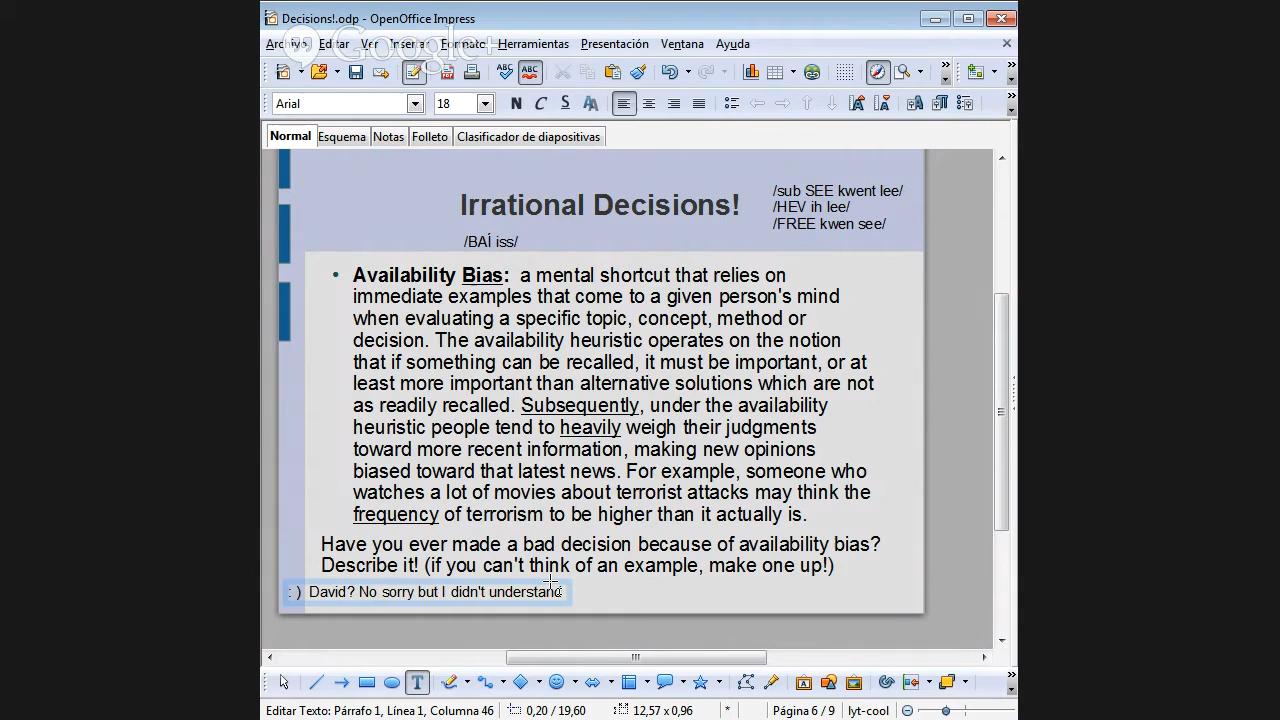 Decisions!.odp - OpenOffice Impress
Google+
Archivo Editar Ver Insertar Formato Herramientas Presentación Ventana Ayuda
Arial 18 N C S
Normal Esquema Notas Folleto Clasificador de diapositivas
/sub SEE kwent lee/
Irrational Decisions!
/HEV ih lee/
/FREE kwen see/
/BAÍ iss/
• Availability Bias: a mental shortcut that relies on
immediate examples that come to a given person's mind
when evaluating a specific topic, concept, method or
decision. The availability heuristic operates on the notion
that if something can be recalled, it must be important, or at
least more important than alternative solutions which are not
as readily recalled. Subsequently, under the availability
heuristic people tend to heavily weigh their judgments
toward more recent information, making new opinions
biased toward that latest news. For example, someone who
watches a lot of movies about terrorist attacks may think the
frequency of terrorism to be higher than it actually is.
Have you ever made a bad decision because of availability bias?
Describe it! (if you can't think of an example, make one up!)
: ) David? No sorry but I didn't understand
Editar Texto: Párrafo 1, Línea 1, Columna 46 0,20 / 19,60 12,57 x 0,96 * Página 6 / 9 lyt-cool